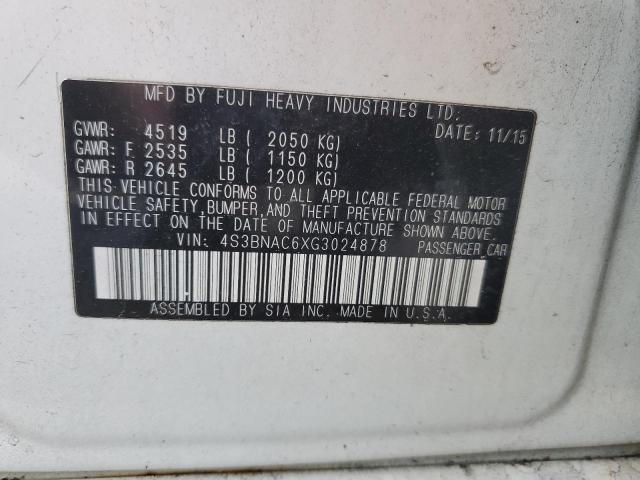 MFD BY FUJI HEAVY INDUSTRIES LTD.
DATE: 11/15
GVWR: 4519 LB ( 2050 KG)
GAWR: F 2535 LB ( 1150 KG)
GAWR: R 2645 LB ( 1200 KG)
THIS VEHICLE CONFORMS TO ALL APPLICABLE FEDERAL MOTOR
VEHICLE SAFETY, BUMPER, AND THEFT PREVENTION STANDARDS
IN EFFECT ON THE DATE OF MANUFACTURE SHOWN ABOVE.
VIN: 4S3BNAC6XG3024878 PASSENGER CAR
ASSEMBLED BY SIA INC. MADE IN U.S.A.